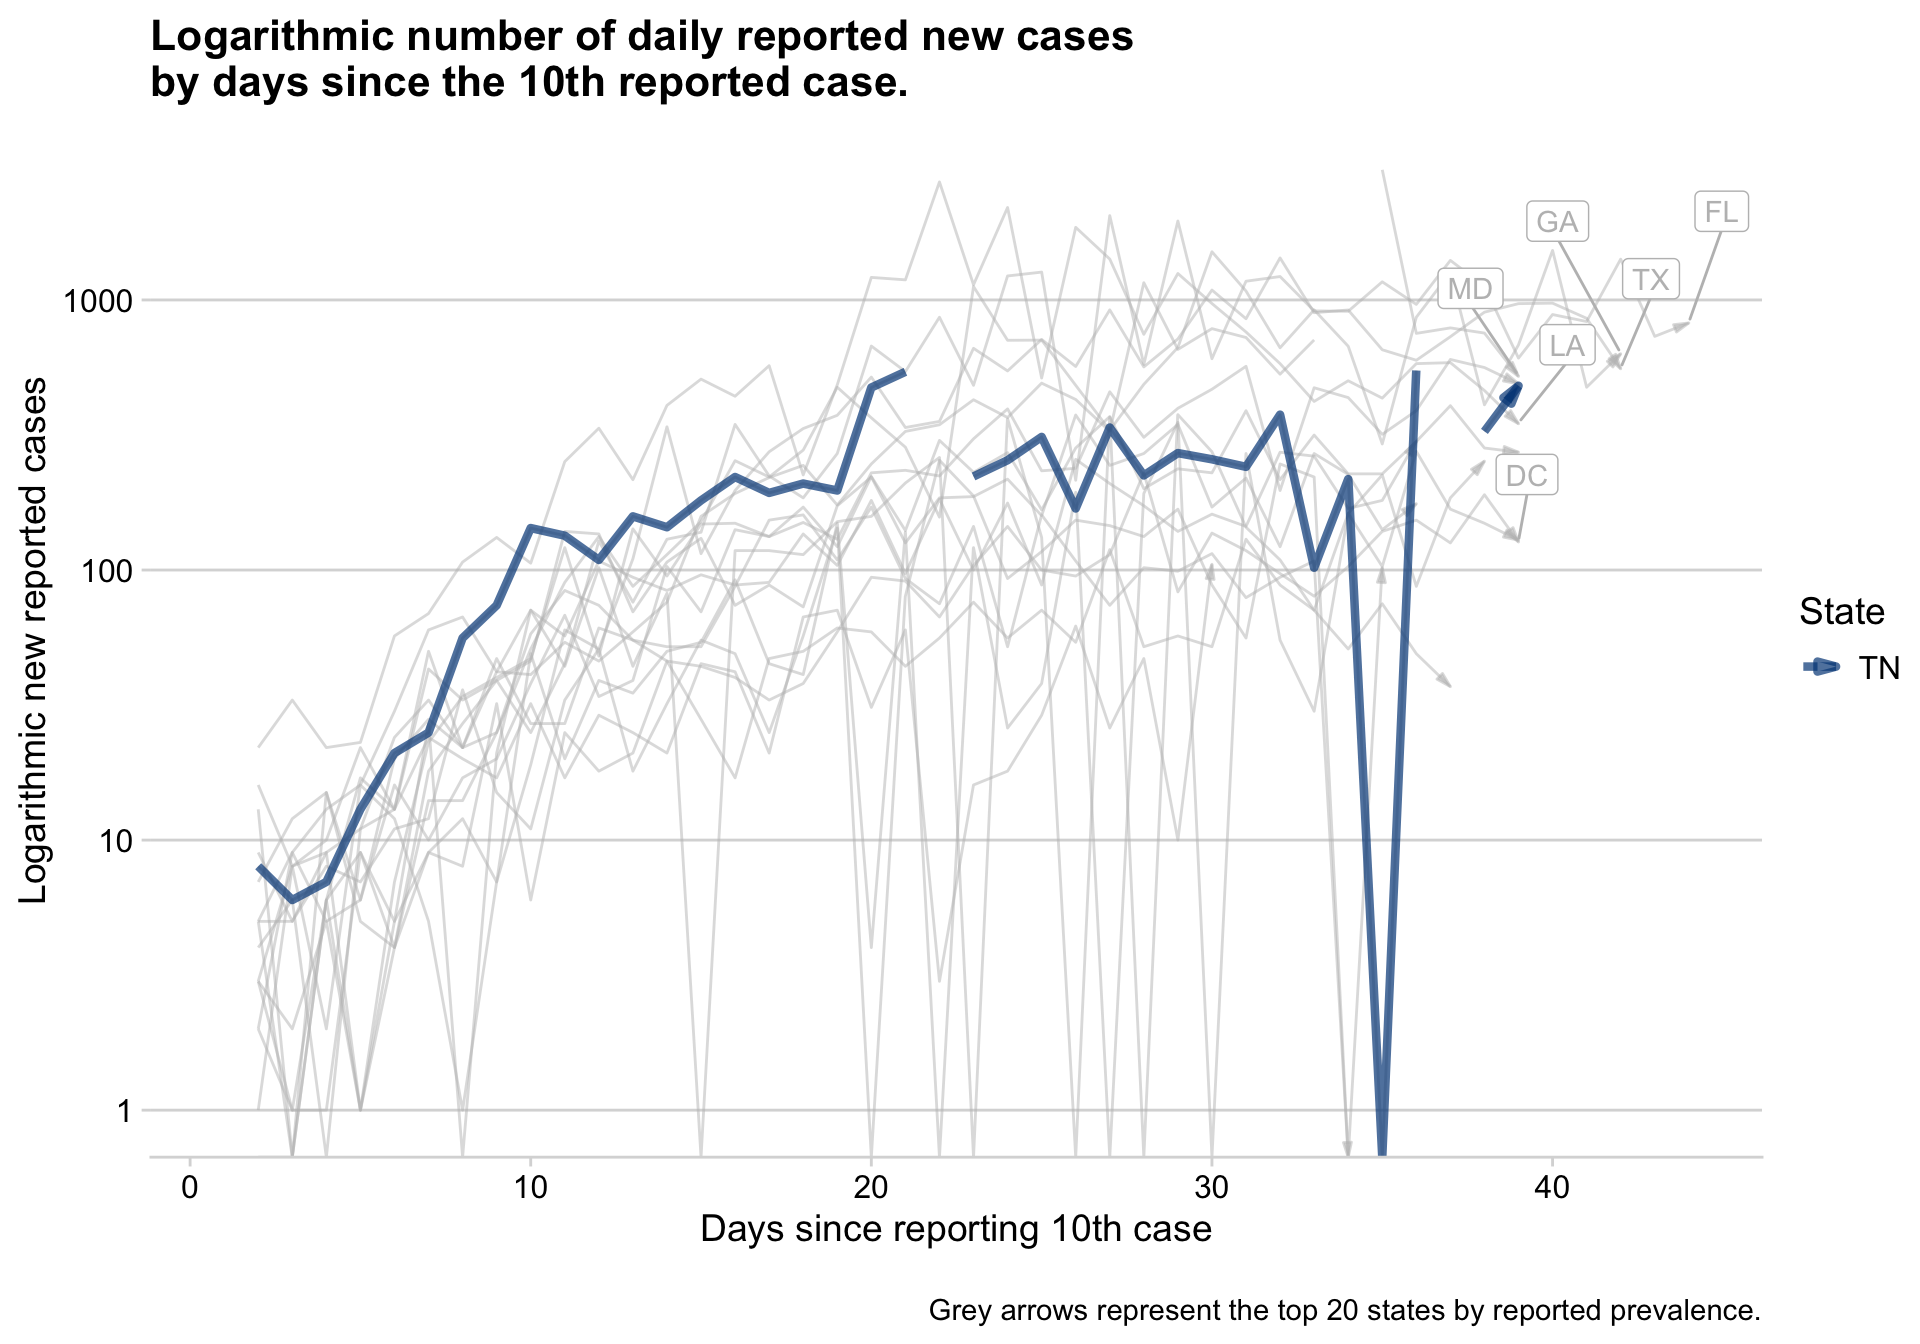 Logarithmic number of daily reported new cases
by days since the 10th reported case.
Logarithmic new reported cases
1000
100
10
1
GA
FL
MD
TX
LA
DC
State
TN
0
10
20
30
40
Days since reporting 10th case
Grey arrows represent the top 20 states by reported prevalence.